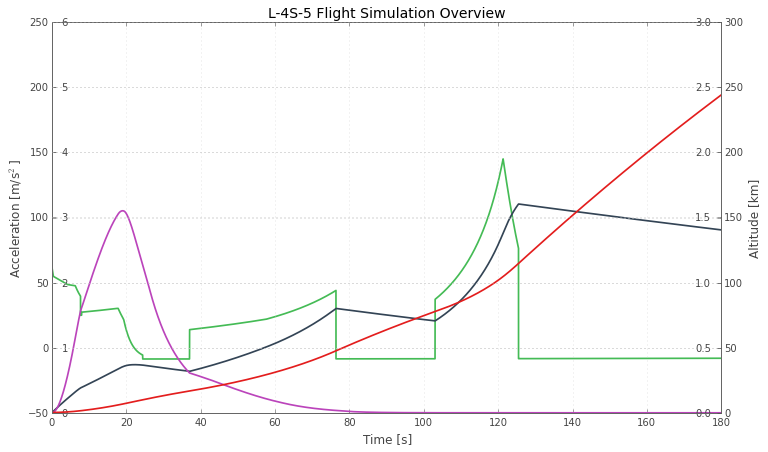 L-4S-5 Flight Simulation Overview
250 6 3.0 300
200 5 2.5 250
150 4 2.0 200
100 3 1.5 150
50 2 1.0 100
0 1 0.5 50
−50 0 0.0 0
0 20 40 60 80 100 120 140 160 180
Acceleration [m/s²]
Altitude [km]
Time [s]